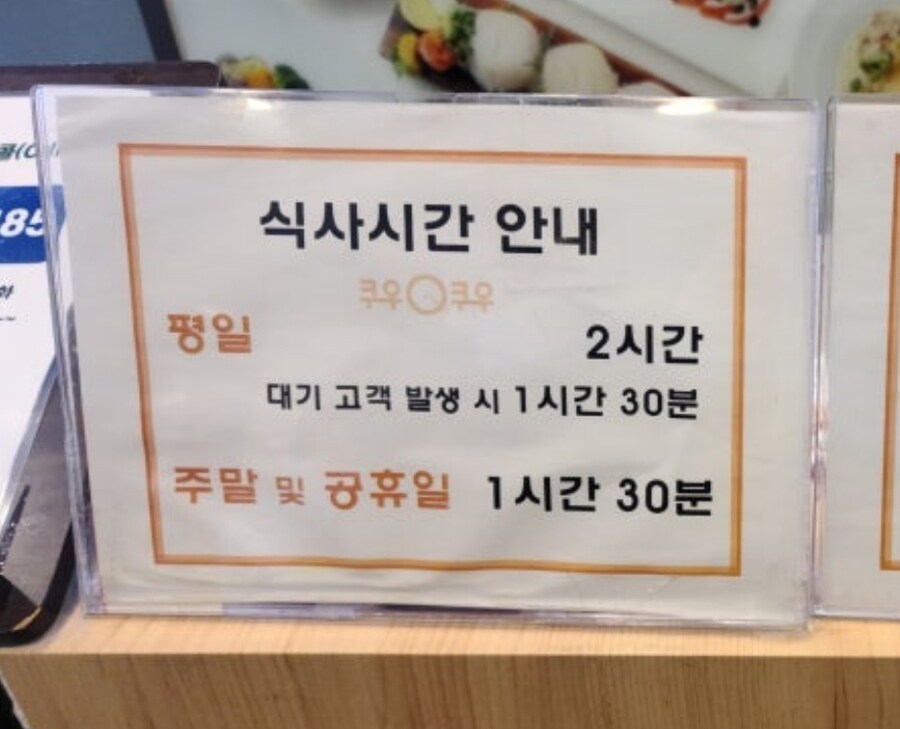 식사시간 안내
쿠우쿠우
평일 2시간
대기 고객 발생 시 1시간 30분
주말 및 공휴일 1시간 30분
85